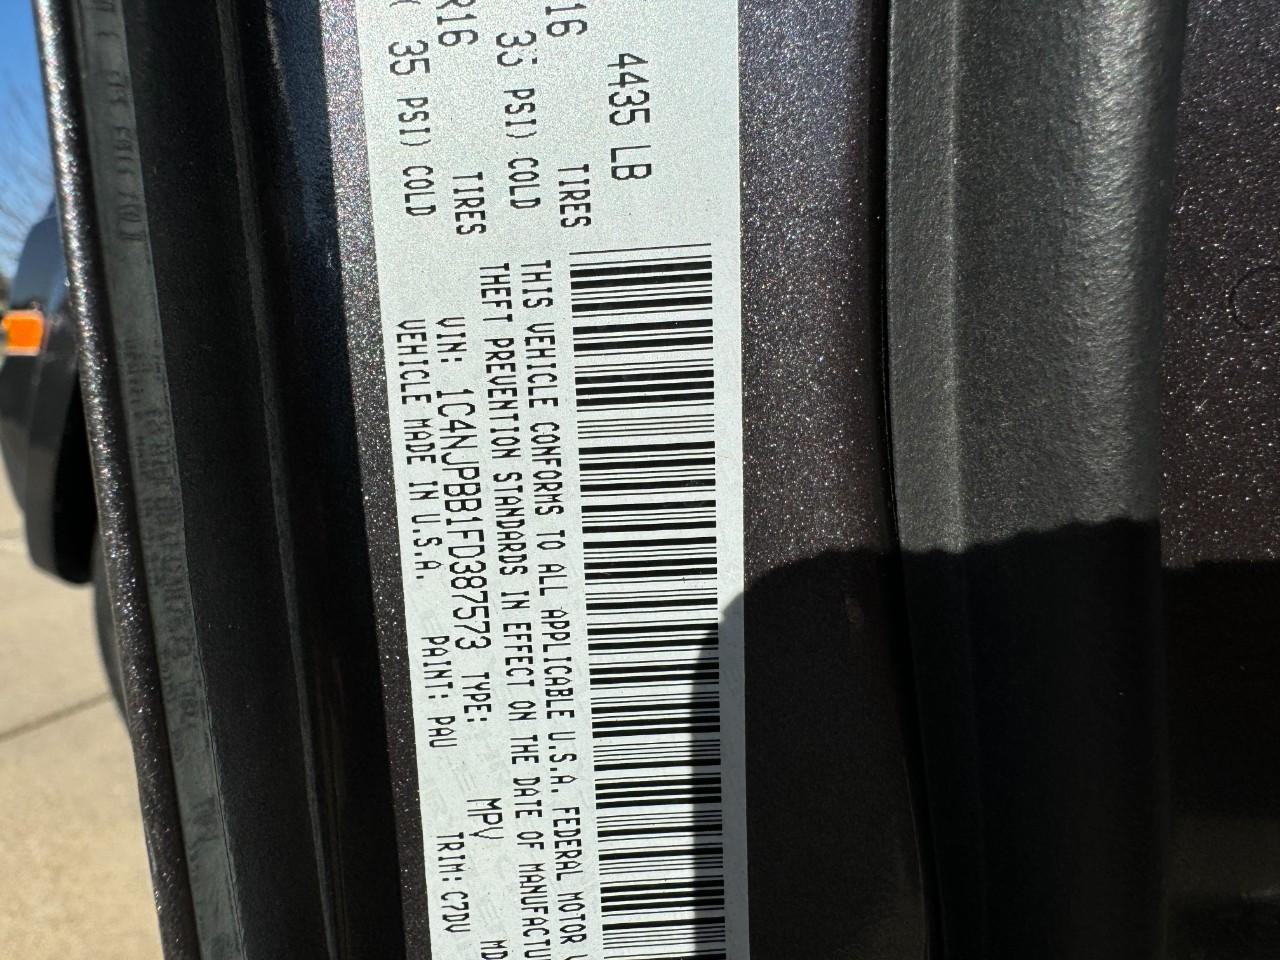 4435 LB
16 TIRES
33 PSI) COLD
R16 TIRES
35 PSI) COLD
THIS VEHICLE CONFORMS TO ALL APPLICABLE U.S.A. FEDERAL MOTOR
THEFT PREVENTION STANDARDS IN EFFECT ON THE DATE OF MANUFACTU
VIN: 1C4NJPBB1FD387573 TYPE: MPV MD
VEHICLE MADE IN U.S.A. PAINT: PAU TRIM: C7DV